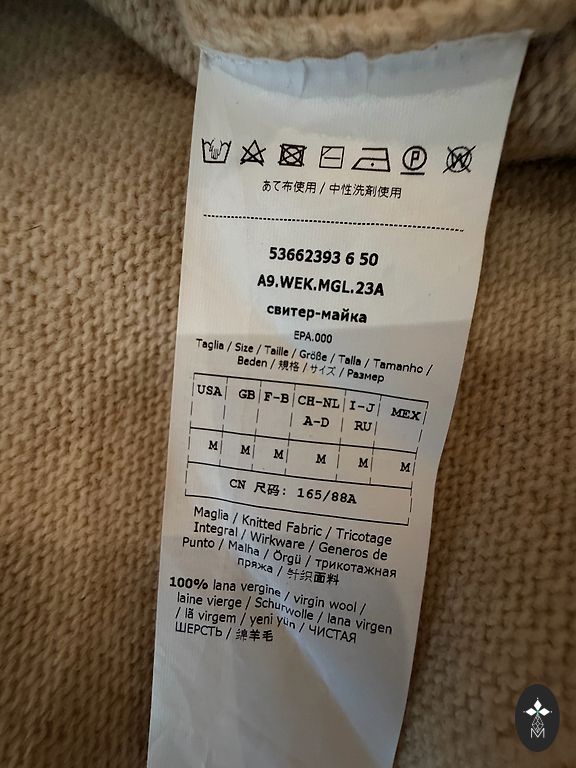 P W
あて布使用 / 中性洗剤使用
53662393 6 50
A9.WEK.MGL.23A
свитер-майка
EPA.000
Taglia / Size / Taille / Größe / Talla / Tamanho /
Beden / 規格 / サイズ / Размер
USA GB F-B CH-NL I-J MEX
A-D RU
M M M M M M
CN 尺码: 165/88A
Maglia / Knitted Fabric / Tricotage
Integral / Wirkware / Generos de
Punto / Malha / Örgü / трикотажная
пряжа / 针织面料
100% lana vergine / virgin wool /
laine vierge / Schurwolle / lana virgen
/ lã virgem / yeni yün / ЧИСТАЯ
ШЕРСТЬ / 绵羊毛
M